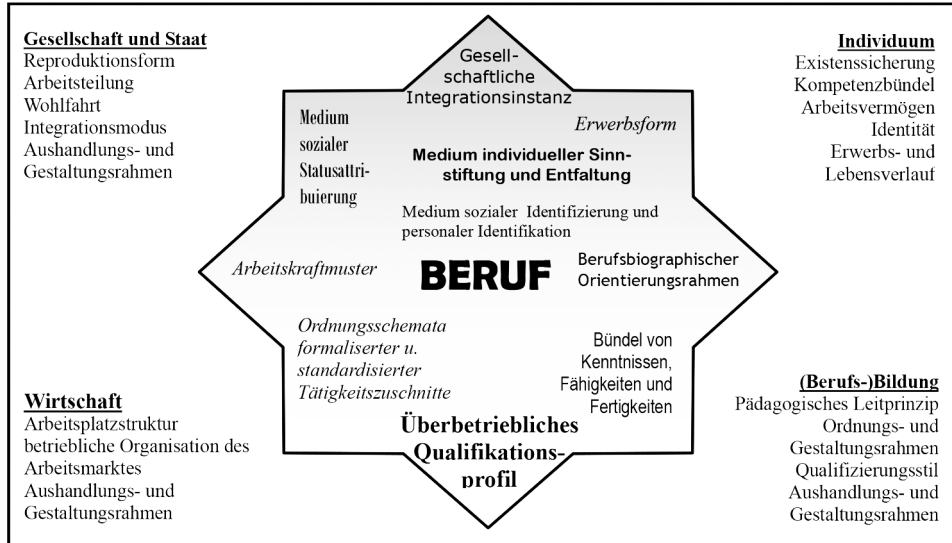 Gesellschaft und Staat
Reproduktionsform
Arbeitsteilung
Wohlfahrt
Integrationsmodus
Aushandlungs- und
Gestaltungsrahmen
Individuum
Existenssicherung
Kompetenzbündel
Arbeitsvermögen
Identität
Erwerbs- und
Lebensverlauf
Gesell-
schaftliche
Integrationsinstanz
Medium
sozialer
Statusattri-
buierung
Erwerbsform
Medium individueller Sinn-
stiftung und Entfaltung
Medium sozialer Identifizierung und
personaler Identifikation
Arbeitskraftmuster
BERUF
Berufsbiographischer
Orientierungsrahmen
Ordnungsschemata
formaliserter u.
standardisierter
Tätigkeitszuschnitte
Bündel von
Kenntnissen,
Fähigkeiten und
Fertigkeiten
Überbetriebliches
Qualifikations-
profil
Wirtschaft
Arbeitsplatzstruktur
betriebliche Organisation des
Arbeitsmarktes
Aushandlungs- und
Gestaltungsrahmen
(Berufs-)Bildung
Pädagogisches Leitprinzip
Ordnungs- und
Gestaltungsrahmen
Qualifizierungsstil
Aushandlungs- und
Gestaltungsrahmen